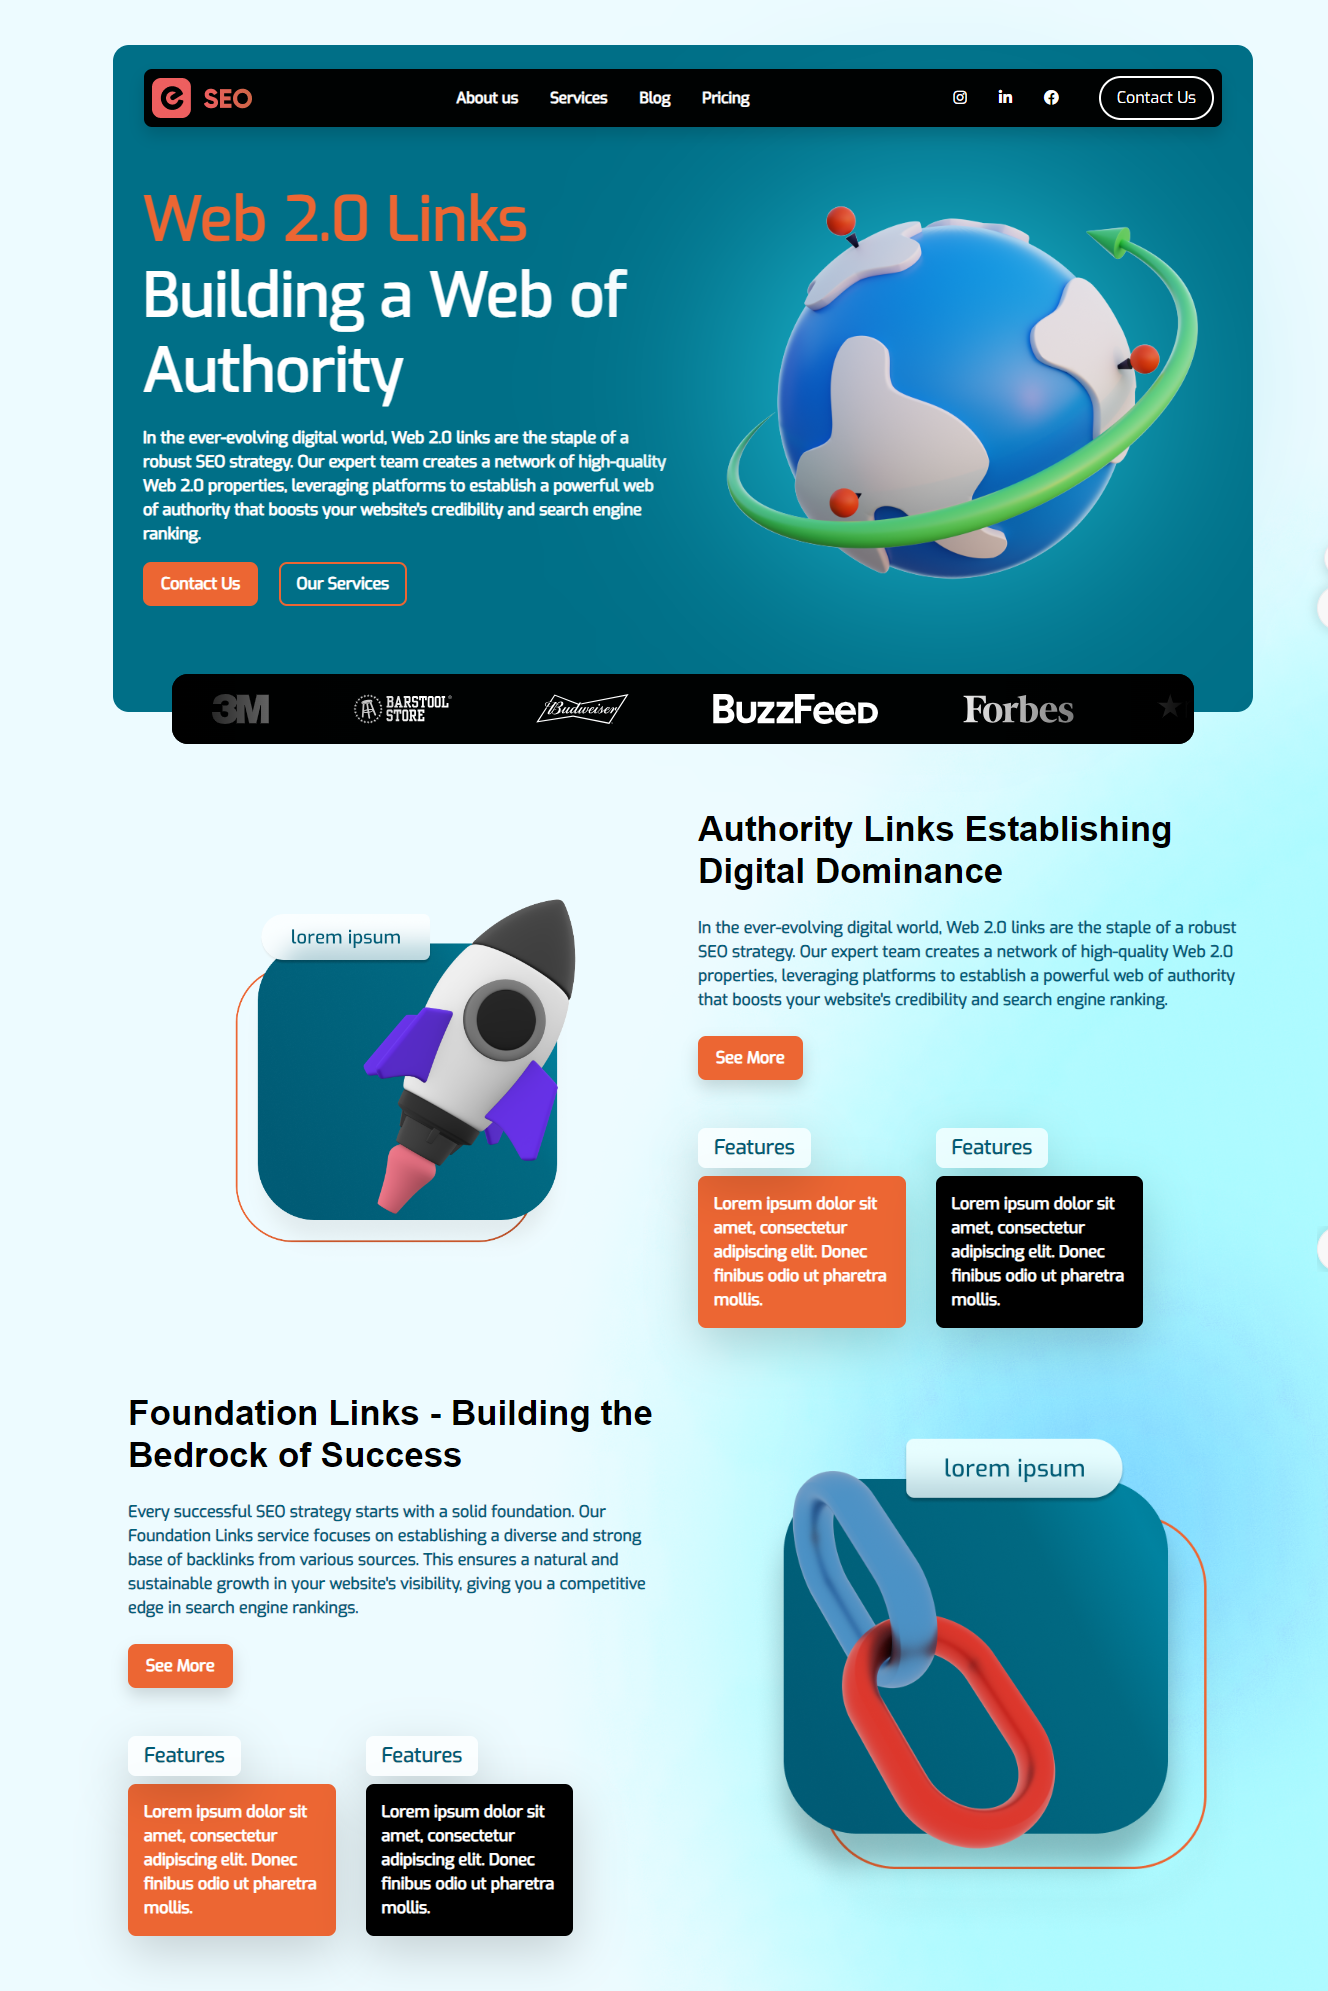 SEO
About us
Services
Blog
Pricing
Contact Us
Web 2.0 Links
Building a Web of
Authority
In the ever-evolving digital world, Web 2.0 links are the staple of a
robust SEO strategy. Our expert team creates a network of high-quality
Web 2.0 properties, leveraging platforms to establish a powerful web
of authority that boosts your website's credibility and search engine
ranking.
Contact Us
Our Services
3M
BARSTOOL
STORE
Budweiser
BuzzFeed
Forbes
Authority Links Establishing
Digital Dominance
lorem ipsum
In the ever-evolving digital world, Web 2.0 links are the staple of a robust
SEO strategy. Our expert team creates a network of high-quality Web 2.0
properties, leveraging platforms to establish a powerful web of authority
that boosts your website's credibility and search engine ranking.
See More
Features
Lorem ipsum dolor sit
amet, consectetur
adipiscing elit. Donec
finibus odio ut pharetra
mollis.
Features
Lorem ipsum dolor sit
amet, consectetur
adipiscing elit. Donec
finibus odio ut pharetra
mollis.
Foundation Links - Building the
Bedrock of Success
Every successful SEO strategy starts with a solid foundation. Our
Foundation Links service focuses on establishing a diverse and strong
base of backlinks from various sources. This ensures a natural and
sustainable growth in your website's visibility, giving you a competitive
edge in search engine rankings.
See More
Features
Lorem ipsum dolor sit
amet, consectetur
adipiscing elit. Donec
finibus odio ut pharetra
mollis.
Features
Lorem ipsum dolor sit
amet, consectetur
adipiscing elit. Donec
finibus odio ut pharetra
mollis.
lorem ipsum